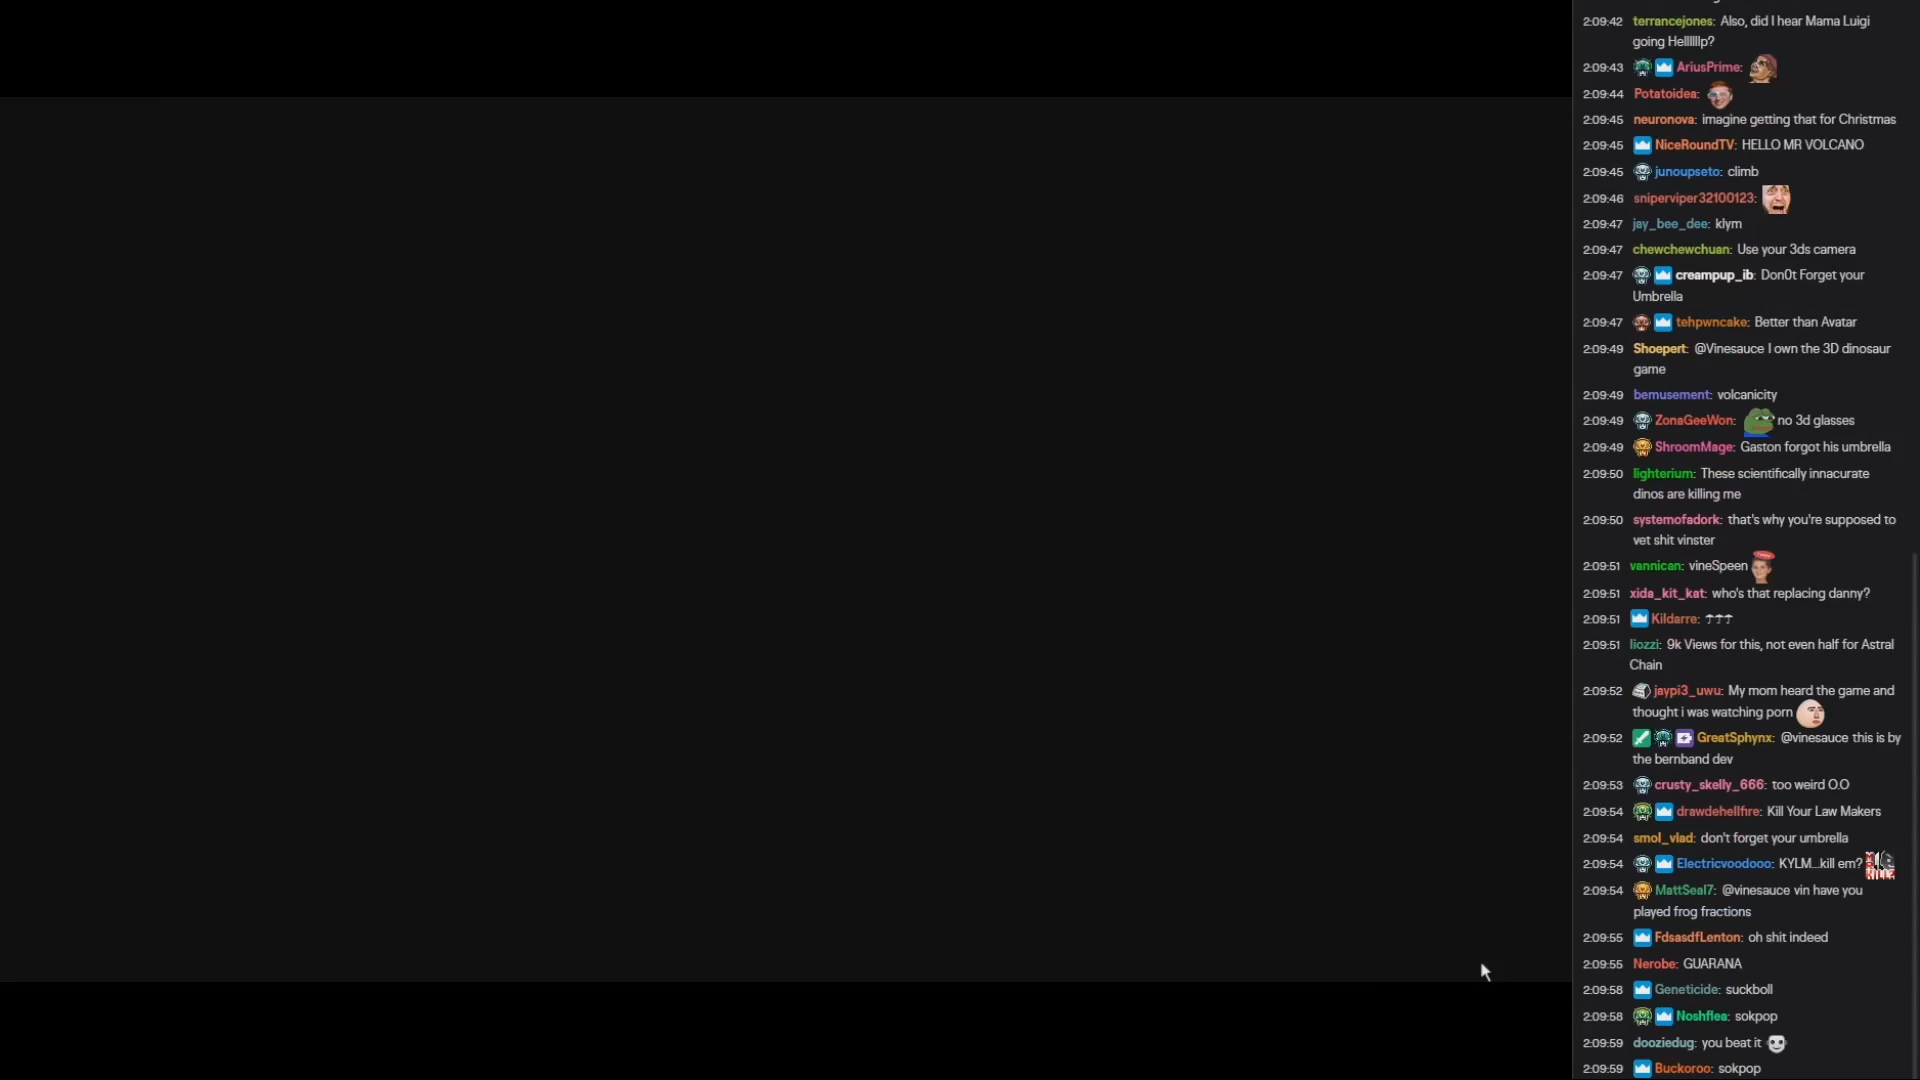 2:09:42 terrancejones: Also, did I hear Mama Luigi
going Hellllllp?
2:09:43 AriusPrime:
2:09:44 Potatoidea:
2:09:45 neuronova: imagine getting that for Christmas
2:09:45 NiceRoundTV: HELLO MR VOLCANO
2:09:45 junoupseto: climb
2:09:46 sniperviper32100123:
2:09:47 jay_bee_dee: klym
2:09:47 chewchewchuan: Use your 3ds camera
2:09:47 creampup_ib: Don0t Forget your
Umbrella
2:09:47 tehpwncake: Better than Avatar
2:09:49 Shoepert: @Vinesauce I own the 3D dinosaur
game
2:09:49 bemusement: volcanicity
2:09:49 ZonaGeeWon: no 3d glasses
2:09:49 ShroomMage: Gaston forgot his umbrella
2:09:50 lighterium: These scientifically innacurate
dinos are killing me
2:09:50 systemofadork: that's why you're supposed to
vet shit vinster
2:09:51 vannican: vineSpeen
2:09:51 xida_kit_kat: who's that replacing danny?
2:09:51 Kildarre: ☂☂☂
2:09:51 liozzi: 9k Views for this, not even half for Astral
Chain
2:09:52 jaypi3_uwu: My mom heard the game and
thought i was watching porn
2:09:52 GreatSphynx: @vinesauce this is by
the bernband dev
2:09:53 crusty_skelly_666: too weird O.O
2:09:54 drawdehellfire: Kill Your Law Makers
2:09:54 smol_vlad: don't forget your umbrella
2:09:54 Electricvoodooo: KYLM...kill em?
2:09:54 MattSeal7: @vinesauce vin have you
played frog fractions
2:09:55 FdsasdfLenton: oh shit indeed
2:09:55 Nerobe: GUARANA
2:09:58 Geneticide: suckboll
2:09:58 Noshflea: sokpop
2:09:59 dooziedug: you beat it
2:09:59 Buckoroo: sokpop